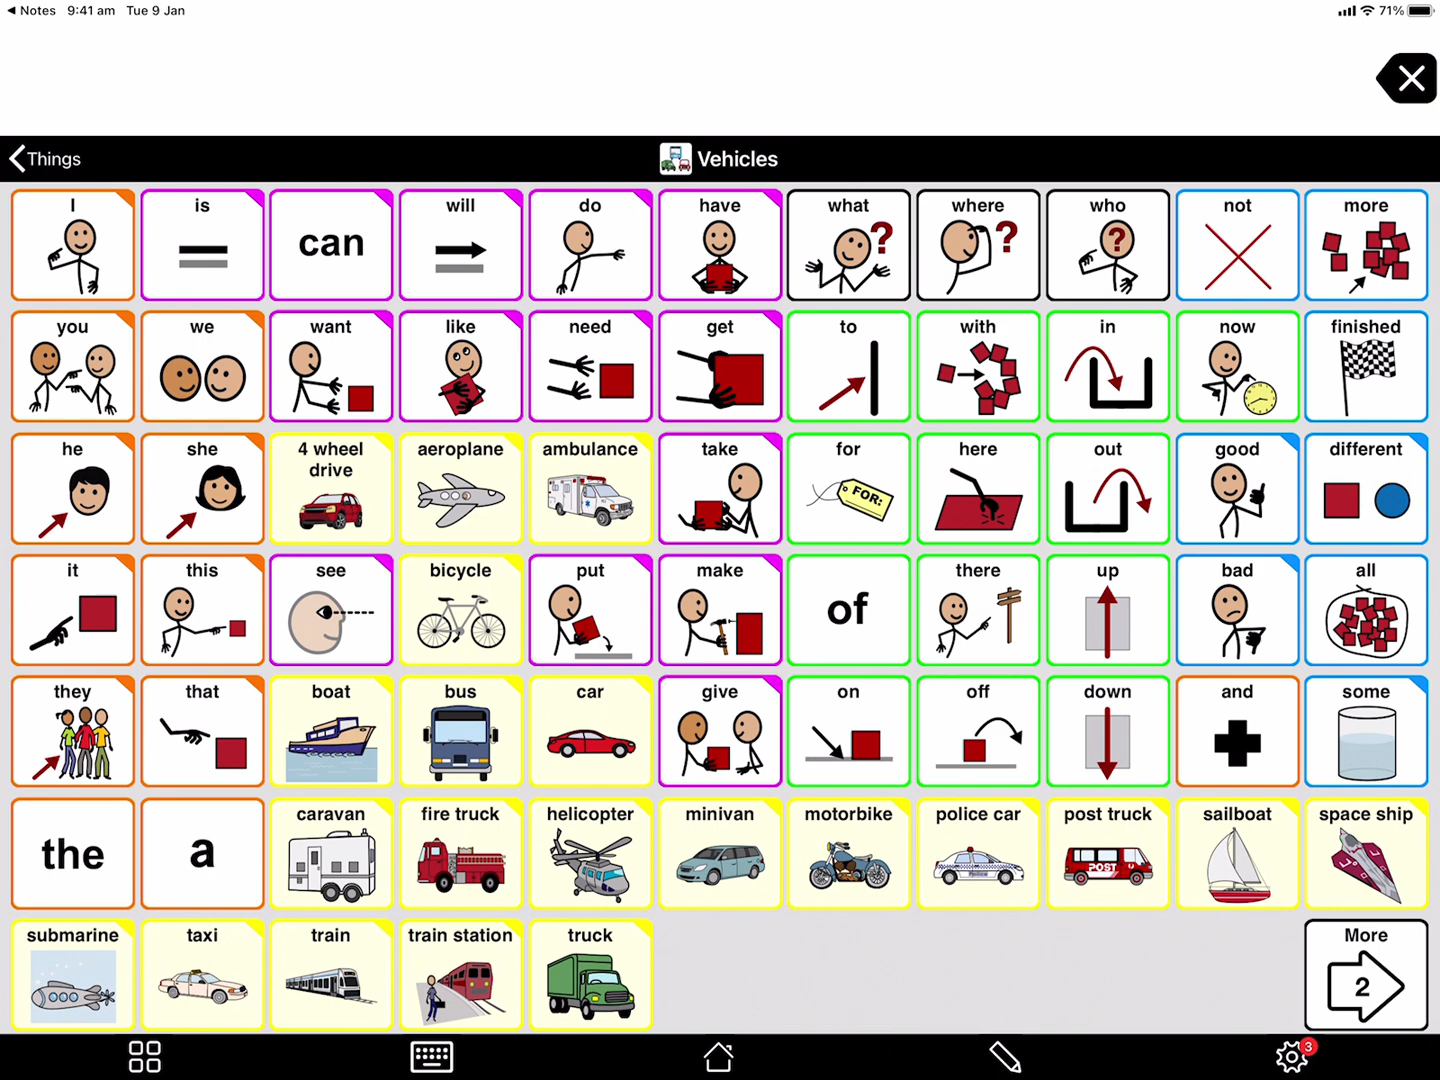 Notes 9:41 am Tue 9 Jan 71%
Things Vehicles
I is can will do have what where who not more
you we want like need get to with in now finished
he she 4 wheel drive aeroplane ambulance take for here out good different
FOR:
it this see bicycle put make of there up bad all
they that boat bus car give on off down and some
the a caravan fire truck helicopter minivan motorbike police car post truck sailboat space ship
POST
submarine taxi train train station truck More
2
3